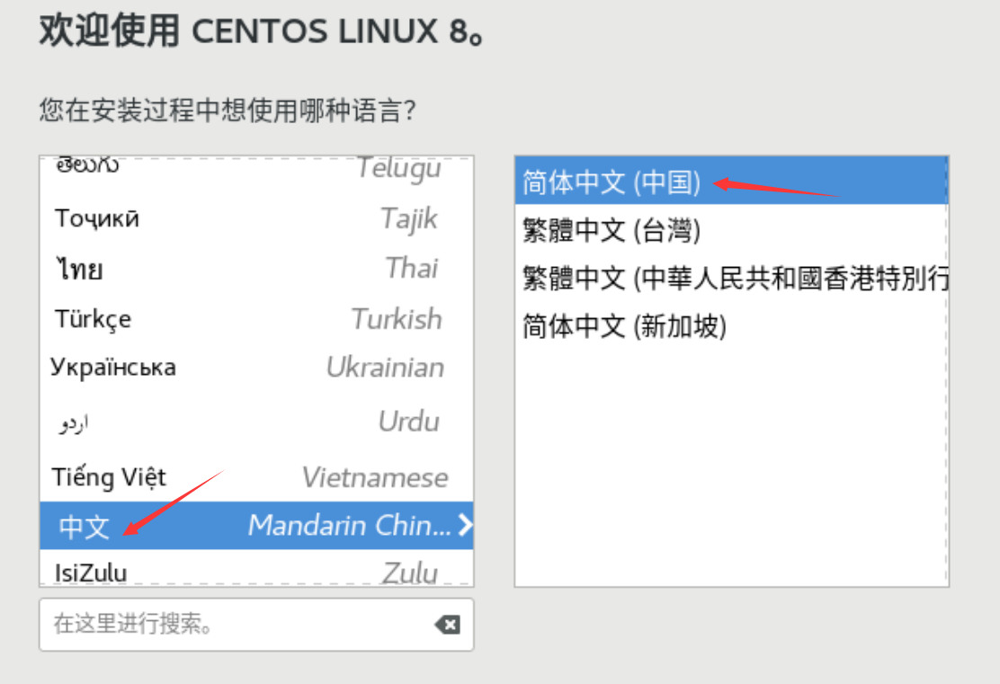 欢迎使用 CENTOS LINUX 8。
您在安装过程中想使用哪种语言？
తెలుగు Telugu
Тоҷикӣ Tajik
ไทย Thai
Türkçe Turkish
Українська Ukrainian
اردو Urdu
Tiếng Việt Vietnamese
中文 Mandarin Chin...
IsiZulu Zulu
在这里进行搜索。
简体中文 (中国)
繁體中文 (台灣)
繁體中文 (中華人民共和國香港特別行
简体中文 (新加坡)